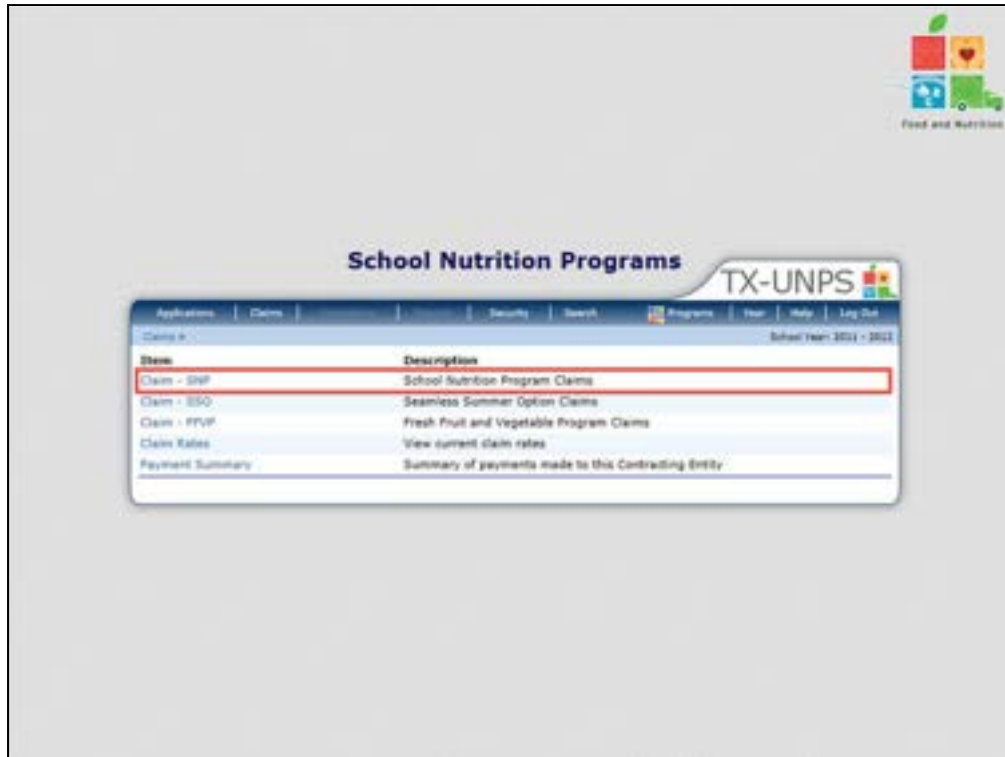 Food and Nutrition
School Nutrition Programs
TX-UNPS
Applications | Claims | Security | Search Programs | Year | Help | Log Out
Claims > School Year: 2011 - 2012
Item Description
Claim - SNP School Nutrition Program Claims
Claim - SSO Seamless Summer Option Claims
Claim - FFVP Fresh Fruit and Vegetable Program Claims
Claim Rates View current claim rates
Payment Summary Summary of payments made to this Contracting Entity